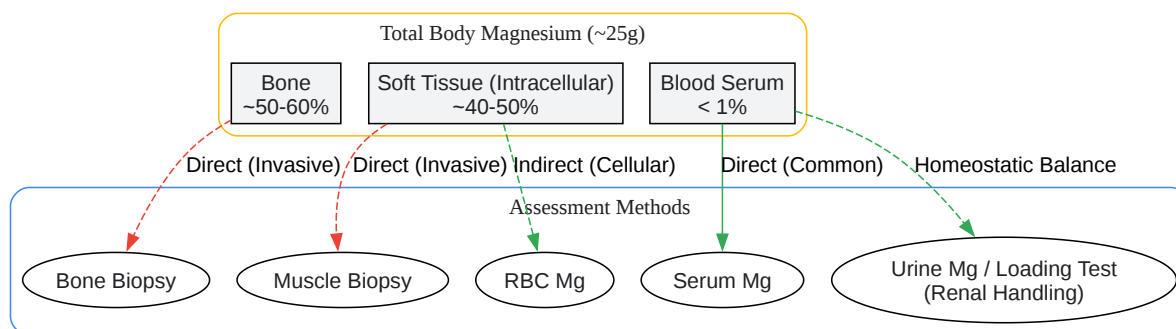 Total Body Magnesium (~25g)
Bone
~50-60%
Soft Tissue (Intracellular)
~40-50%
Blood Serum
< 1%
Direct (Invasive)
Direct (Invasive)
Indirect (Cellular)
Direct (Common)
Homeostatic Balance
Assessment Methods
Bone Biopsy
Muscle Biopsy
RBC Mg
Serum Mg
Urine Mg / Loading Test
(Renal Handling)